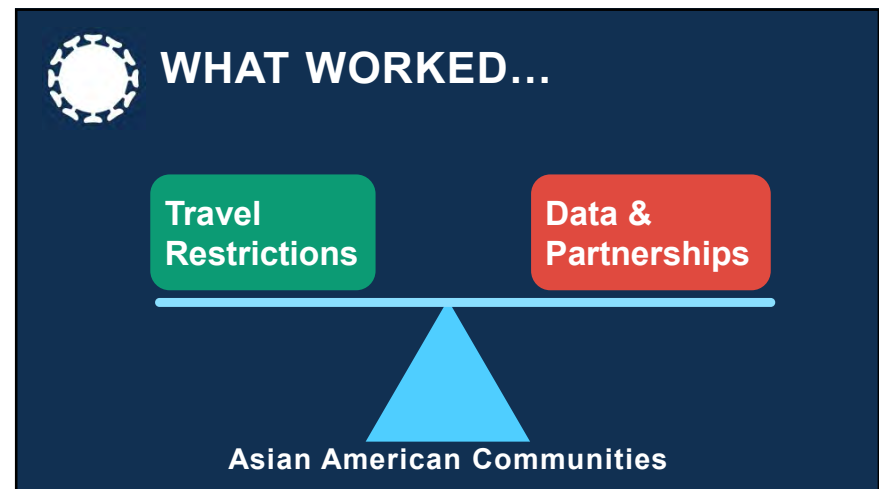 WHAT WORKED...
Travel
Restrictions
Data &
Partnerships
Asian American Communities